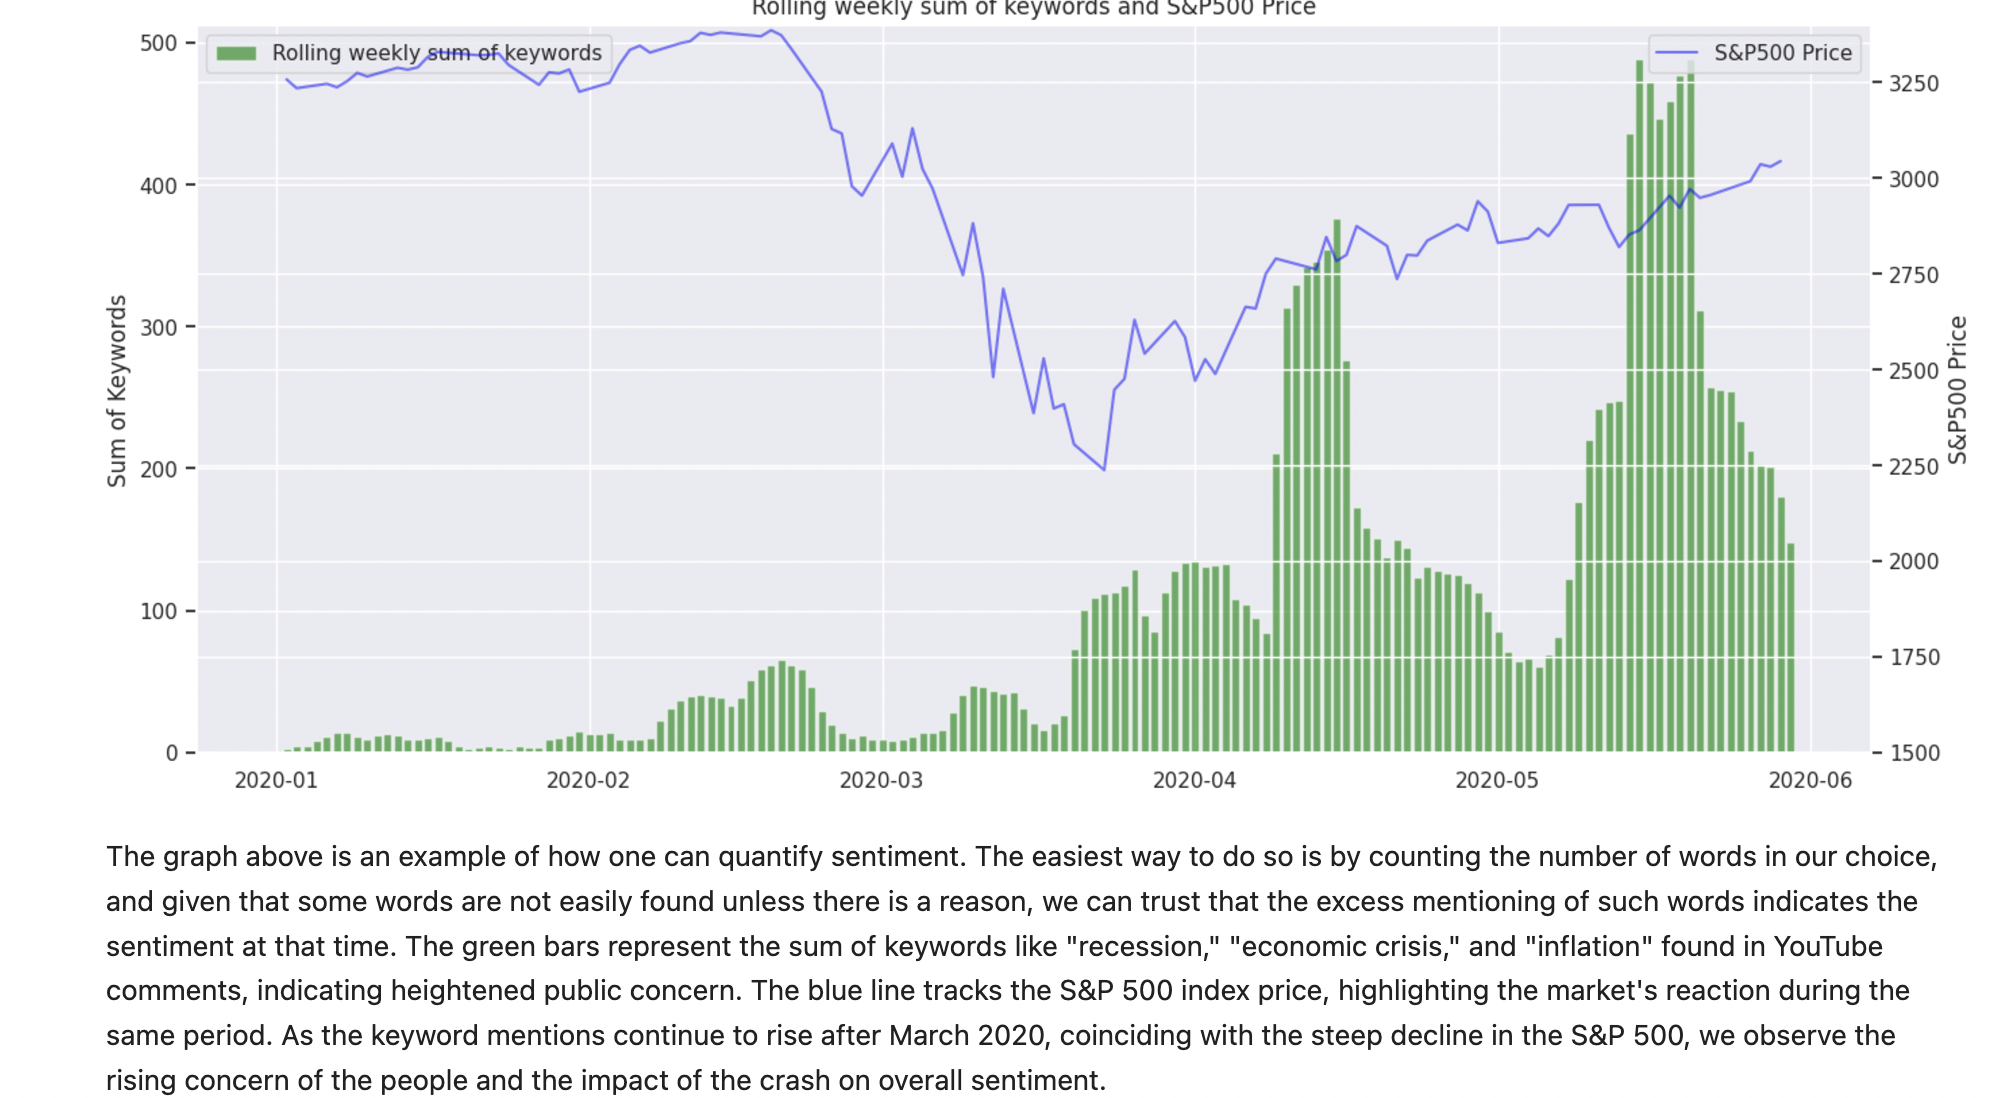 Rolling weekly sum of keywords and S&P500 Price
Rolling weekly sum of keywords
S&P500 Price
500
400
300
200
100
0
Sum of Keywords
3250
3000
2750
2500
2250
2000
1750
1500
S&P500 Price
2020-01 2020-02 2020-03 2020-04 2020-05 2020-06
The graph above is an example of how one can quantify sentiment. The easiest way to do so is by counting the number of words in our choice,
and given that some words are not easily found unless there is a reason, we can trust that the excess mentioning of such words indicates the
sentiment at that time. The green bars represent the sum of keywords like "recession," "economic crisis," and "inflation" found in YouTube
comments, indicating heightened public concern. The blue line tracks the S&P 500 index price, highlighting the market's reaction during the
same period. As the keyword mentions continue to rise after March 2020, coinciding with the steep decline in the S&P 500, we observe the
rising concern of the people and the impact of the crash on overall sentiment.